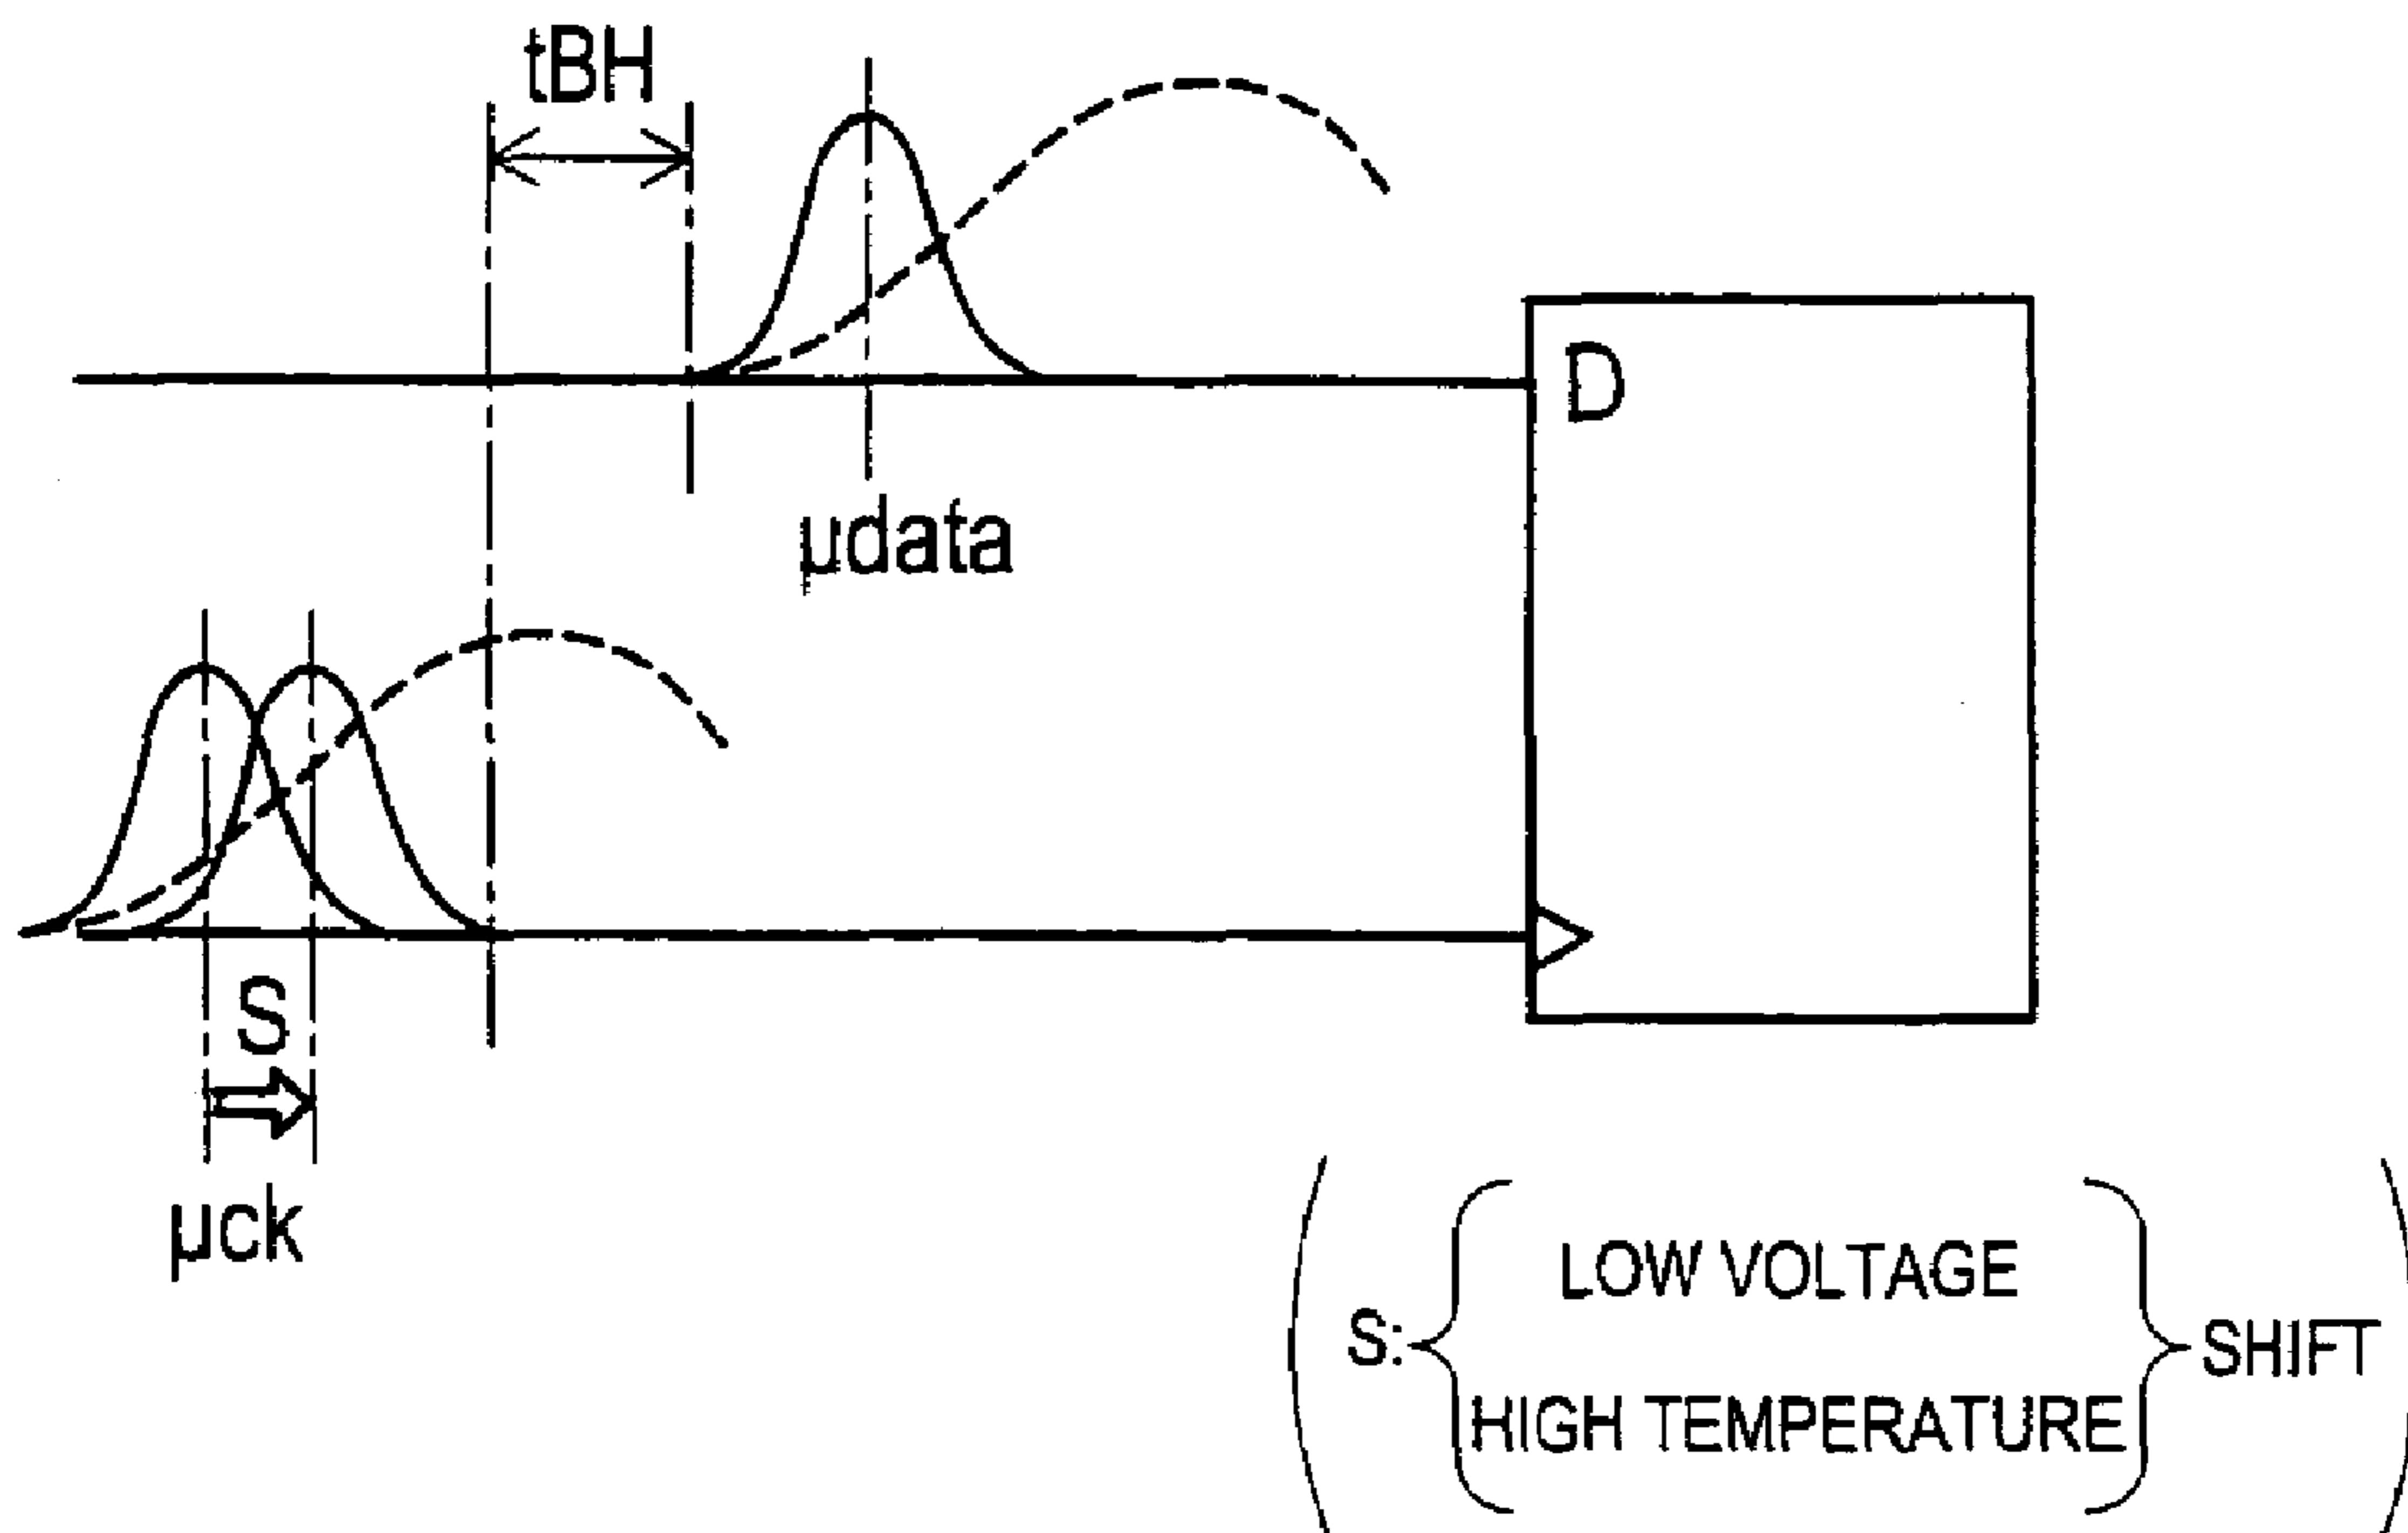 tBH
D
μdata
S
μck
LOW VOLTAGE
S: SHIFT
HIGH TEMPERATURE